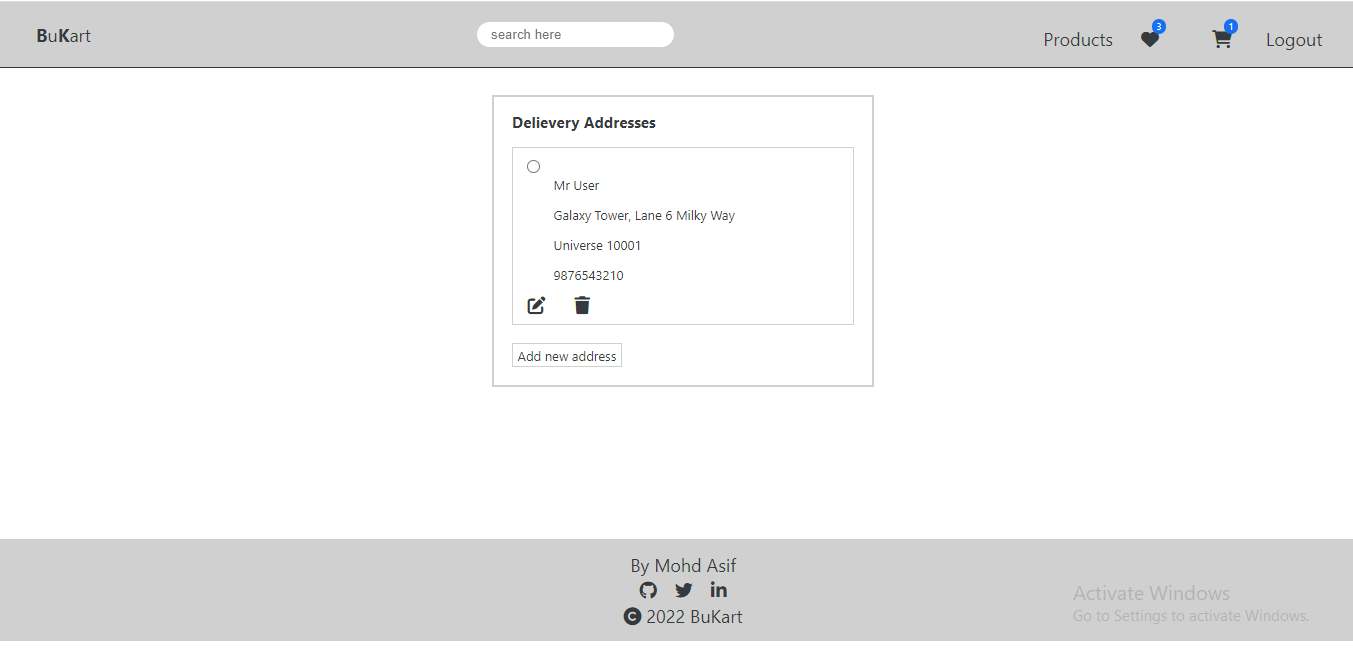 BuKart
search here
Products
3
1
Logout
Delievery Addresses
Mr User
Galaxy Tower, Lane 6 Milky Way
Universe 10001
9876543210
Add new address
By Mohd Asif
© 2022 BuKart
Activate Windows
Go to Settings to activate Windows.